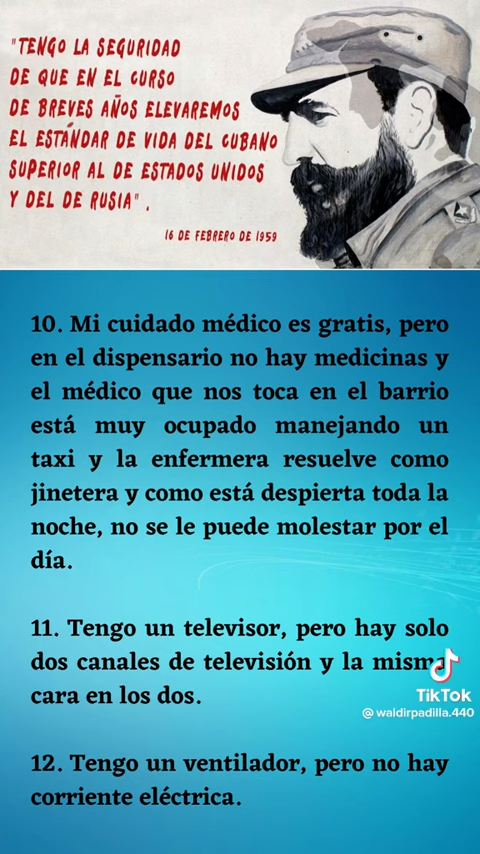 "TENGO LA SEGURIDAD
DE QUE EN EL CURSO
DE BREVES AÑOS ELEVAREMOS
EL ESTÁNDAR DE VIDA DEL CUBANO
SUPERIOR AL DE ESTADOS UNIDOS
Y DEL DE RUSIA".
16 DE FEBRERO DE 1959
10. Mi cuidado médico es gratis, pero
en el dispensario no hay medicinas y
el médico que nos toca en el barrio
está muy ocupado manejando un
taxi y la enfermera resuelve como
jinetera y como está despierta toda la
noche, no se le puede molestar por el
día.
11. Tengo un televisor, pero hay solo
dos canales de televisión y la misma
cara en los dos.
TikTok
@waldirpadilla.440
12. Tengo un ventilador, pero no hay
corriente eléctrica.